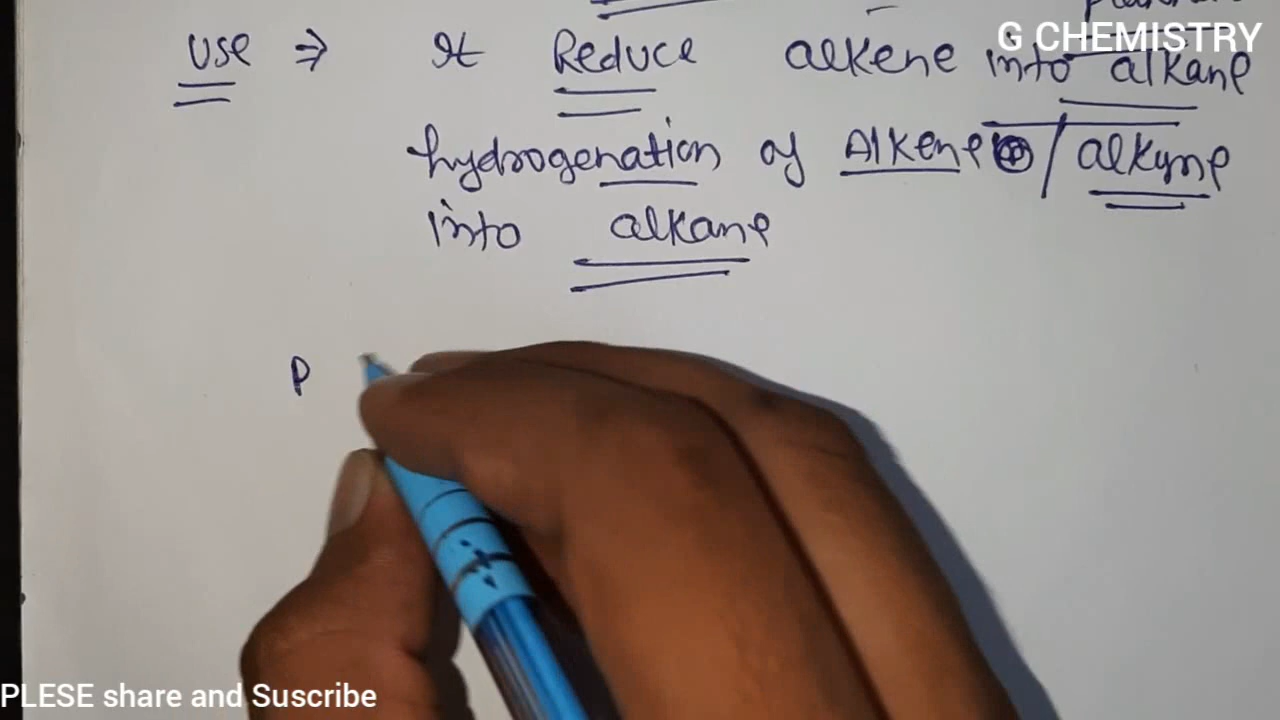 G CHEMISTRY
Use ⇒ It Reduce alkene into alkane
hydrogenation of Alkene / alkyne
into alkane
P
PLESE share and Suscribe